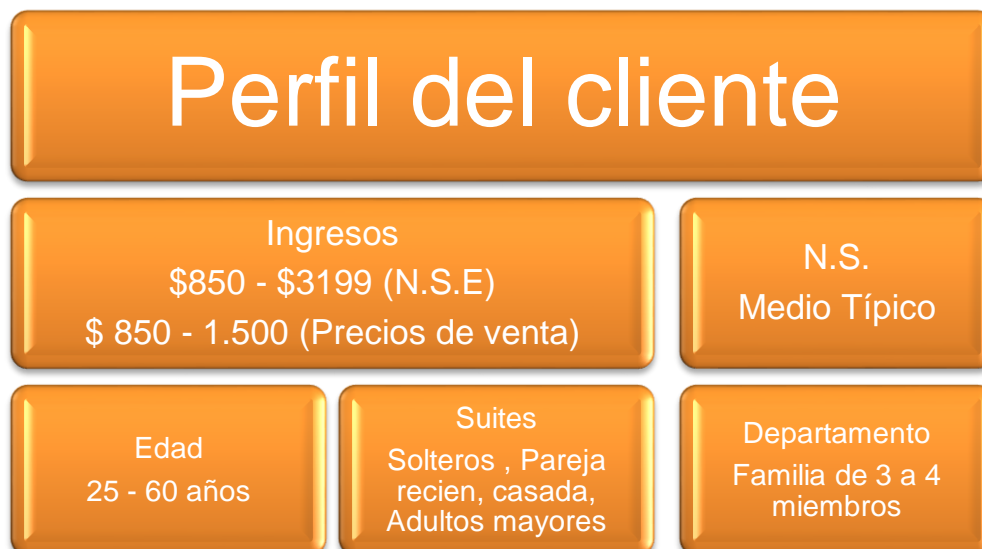 Perfil del cliente
Ingresos
$850 - $3199 (N.S.E)
$ 850 - 1.500 (Precios de venta)
N.S.
Medio Típico
Edad
25 - 60 años
Suites
Solteros , Pareja
recien, casada,
Adultos mayores
Departamento
Familia de 3 a 4
miembros